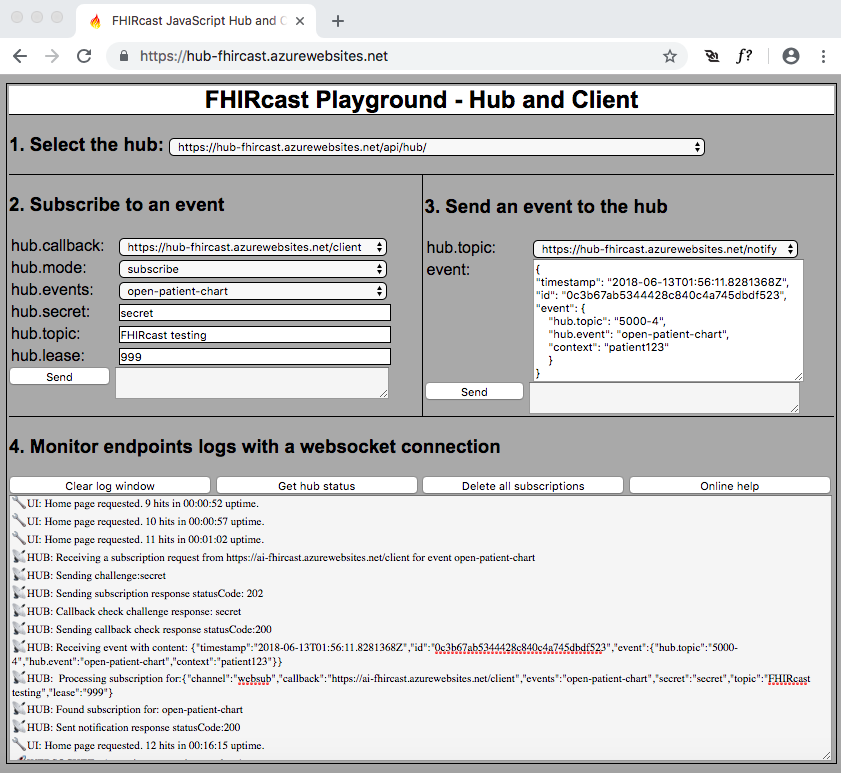 FHIRcast JavaScript Hub and C
https://hub-fhircast.azurewebsites.net
f?
FHIRcast Playground - Hub and Client
1. Select the hub: https://hub-fhircast.azurewebsites.net/api/hub/
2. Subscribe to an event
hub.callback: https://hub-fhircast.azurewebsites.net/client
hub.mode: subscribe
hub.events: open-patient-chart
hub.secret: secret
hub.topic: FHIRcast testing
hub.lease: 999
Send
3. Send an event to the hub
hub.topic: https://hub-fhircast.azurewebsites.net/notify
event: {
"timestamp": "2018-06-13T01:56:11.8281368Z",
"id": "0c3b67ab5344428c840c4a745dbdf523",
"event": {
"hub.topic": "5000-4",
"hub.event": "open-patient-chart",
"context": "patient123"
}
}
Send
4. Monitor endpoints logs with a websocket connection
Clear log window Get hub status Delete all subscriptions Online help
UI: Home page requested. 9 hits in 00:00:52 uptime.
UI: Home page requested. 10 hits in 00:00:57 uptime.
UI: Home page requested. 11 hits in 00:01:02 uptime.
HUB: Receiving a subscription request from https://ai-fhircast.azurewebsites.net/client for event open-patient-chart
HUB: Sending challenge:secret
HUB: Sending subscription response statusCode: 202
HUB: Callback check challenge response: secret
HUB: Sending callback check response statusCode:200
HUB: Receiving event with content: {"timestamp":"2018-06-13T01:56:11.8281368Z","id":"0c3b67ab5344428c840c4a745dbdf523","event":{"hub.topic":"5000-
4","hub.event":"open-patient-chart","context":"patient123"}}
HUB: Processing subscription for:{"channel":"websub","callback":"https://ai-fhircast.azurewebsites.net/client","events":"open-patient-chart","secret":"secret","topic":"FHIRcast
testing","lease":"999"}
HUB: Found subscription for: open-patient-chart
HUB: Sent notification response statusCode:200
UI: Home page requested. 12 hits in 00:16:15 uptime.